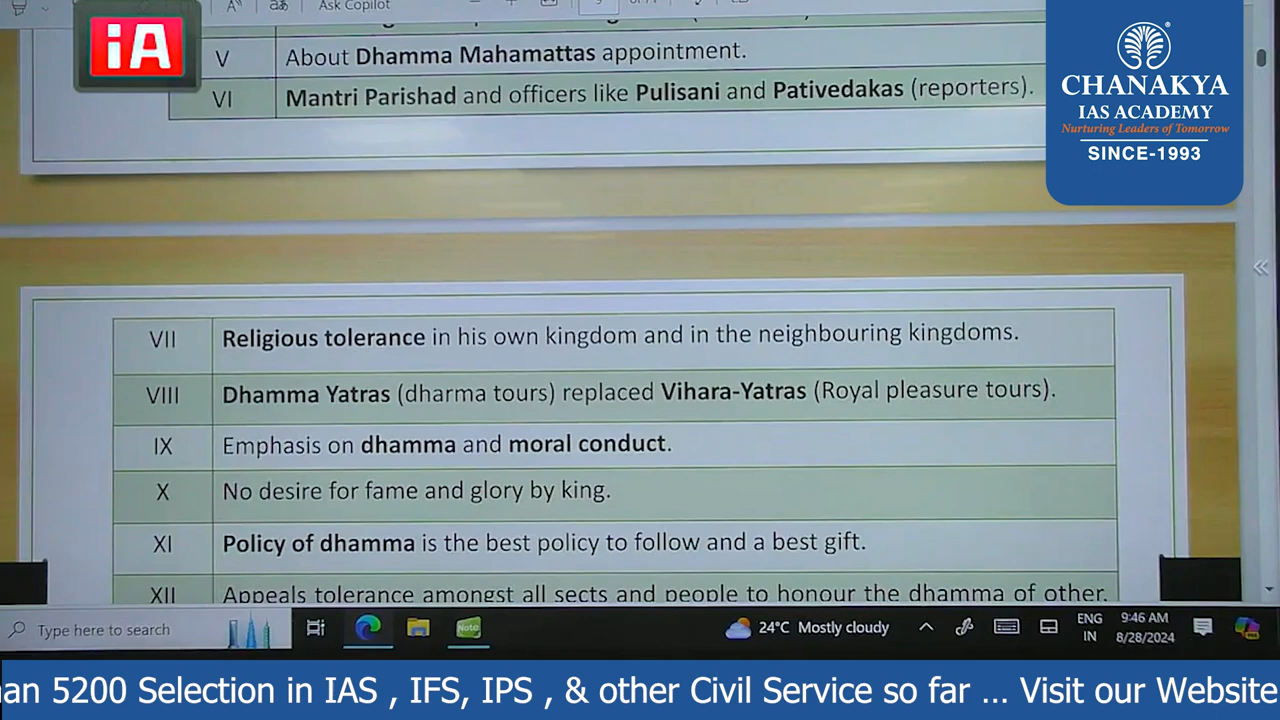 Ask Copilot
iA
V About Dhamma Mahamattas appointment.
VI Mantri Parishad and officers like Pulisani and Pativedakas (reporters).
CHANAKYA
IAS ACADEMY
Nurturing Leaders of Tomorrow
SINCE-1993
VII Religious tolerance in his own kingdom and in the neighbouring kingdoms.
VIII Dhamma Yatras (dharma tours) replaced Vihara-Yatras (Royal pleasure tours).
IX Emphasis on dhamma and moral conduct.
X No desire for fame and glory by king.
XI Policy of dhamma is the best policy to follow and a best gift.
XII Appeals tolerance amongst all sects and people to honour the dhamma of other.
Type here to search
Note
24°C Mostly cloudy
ENG
IN
9:46 AM
8/28/2024
an 5200 Selection in IAS , IFS, IPS , & other Civil Service so far ... Visit our Website